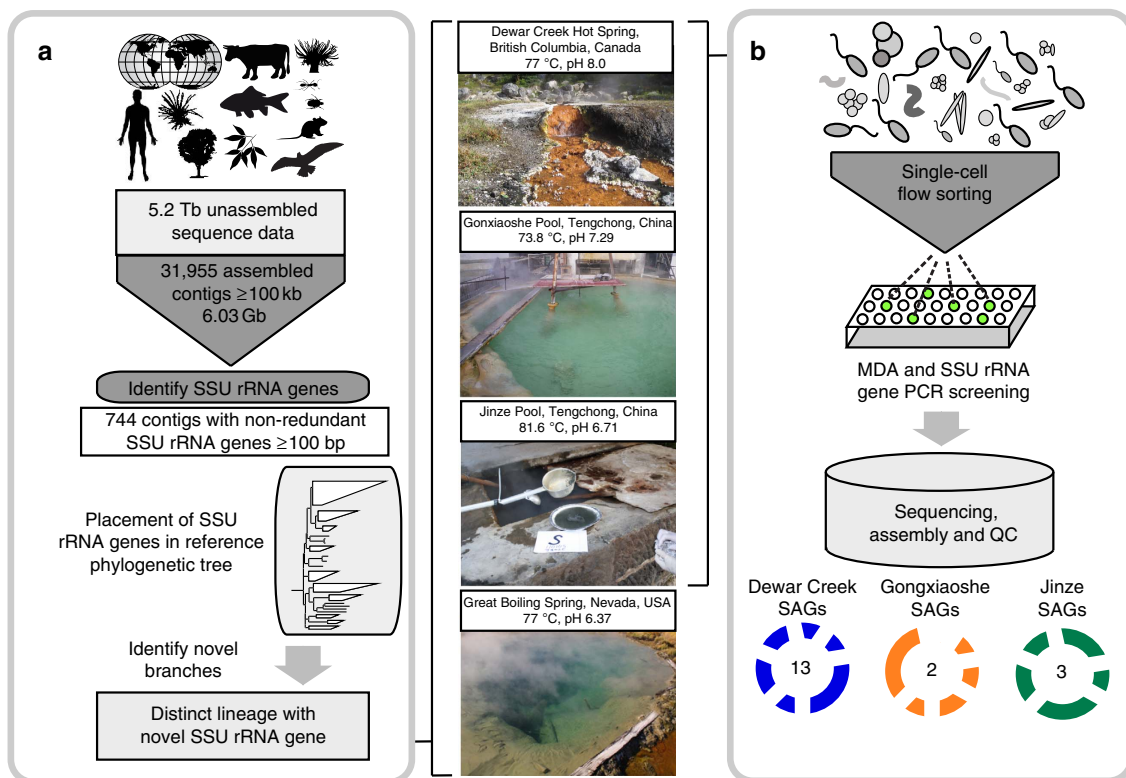 a
5.2 Tb unassembled
sequence data
31,955 assembled
contigs ≥100 kb
6.03 Gb
Identify SSU rRNA genes
744 contigs with non-redundant
SSU rRNA genes ≥100 bp
Placement of SSU
rRNA genes in reference
phylogenetic tree
Identify novel
branches
Distinct lineage with
novel SSU rRNA gene
Dewar Creek Hot Spring,
British Columbia, Canada
77 °C, pH 8.0
Gonxiaoshe Pool, Tengchong, China
73.8 °C, pH 7.29
Jinze Pool, Tengchong, China
81.6 °C, pH 6.71
S
Great Boiling Spring, Nevada, USA
77 °C, pH 6.37
b
Single-cell
flow sorting
MDA and SSU rRNA
gene PCR screening
Sequencing,
assembly and QC
Dewar Creek
SAGs
13
Gongxiaoshe
SAGs
2
Jinze
SAGs
3